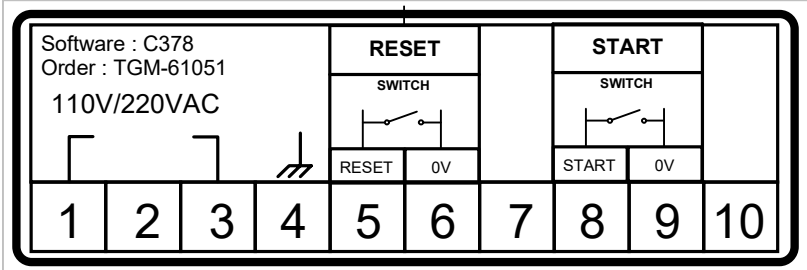 Software : C378
Order : TGM-61051
110V/220VAC
RESET
SWITCH
RESET 0V
START
SWITCH
START 0V
1 2 3 4 5 6 7 8 9 10